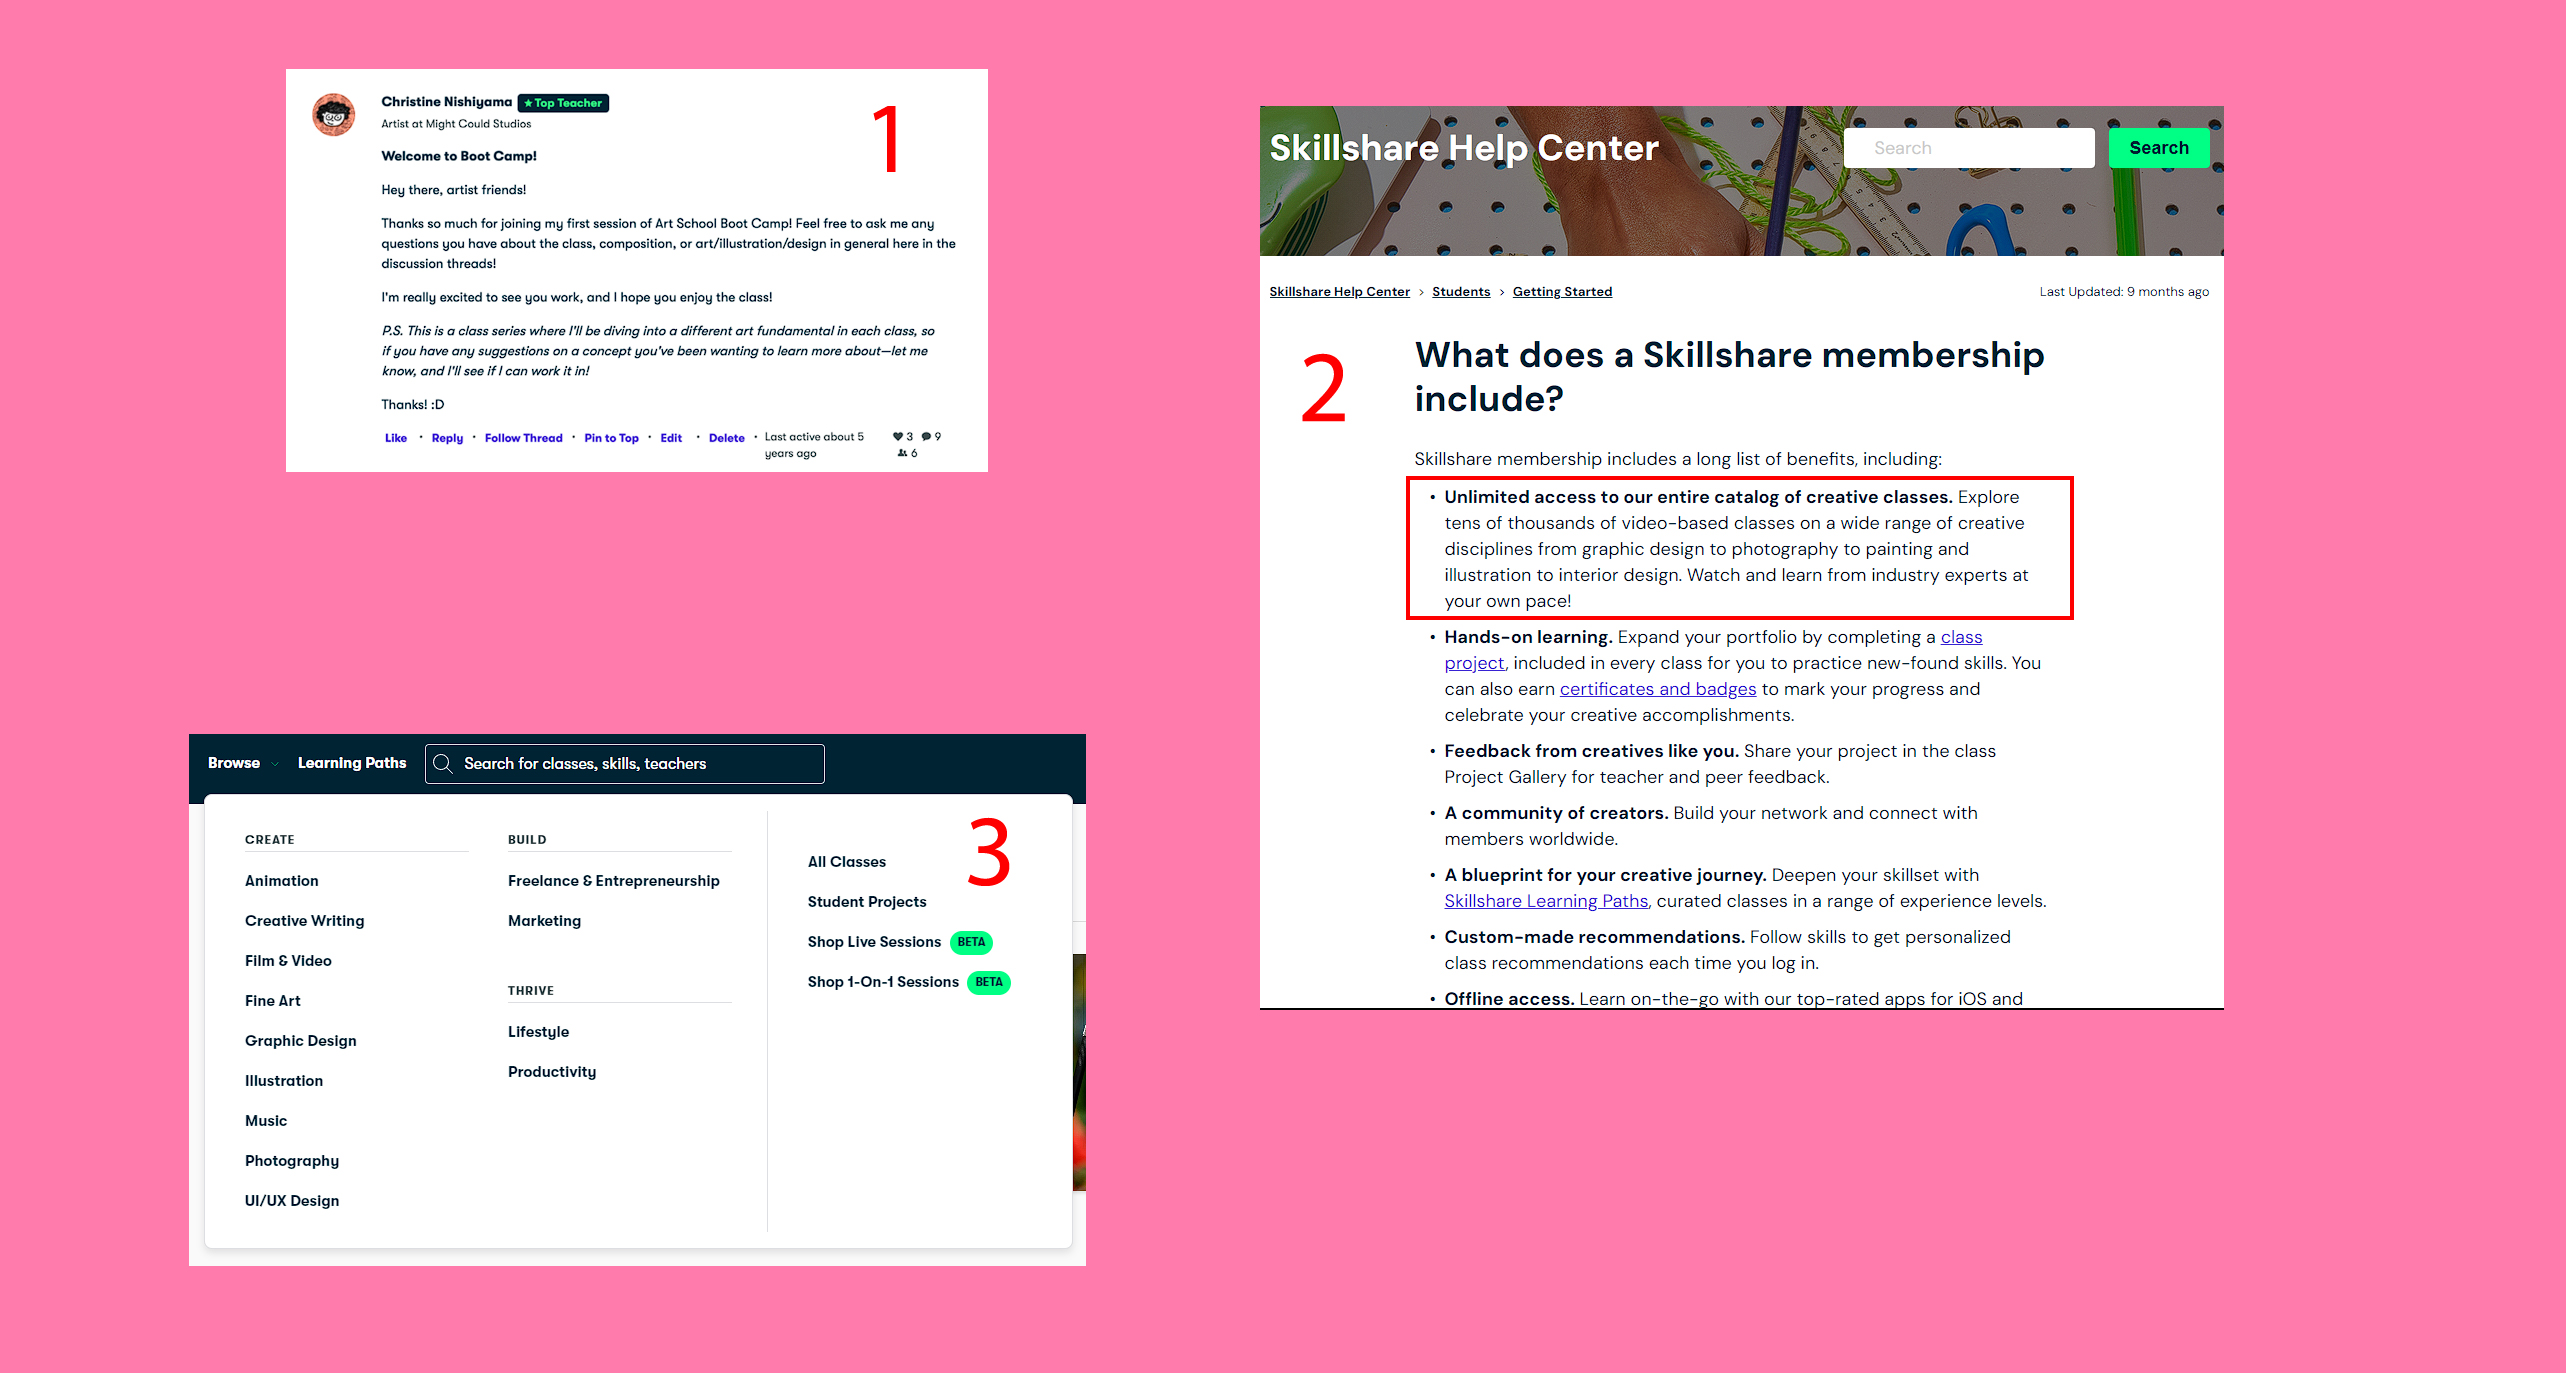 Christine Nishiyama ★ Top Teacher
Artist at Might Could Studios
1
Welcome to Boot Camp!
Hey there, artist friends!
Thanks so much for joining my first session of Art School Boot Camp! Feel free to ask me any
questions you have about the class, composition, or art/illustration/design in general here in the
discussion threads!
I'm really excited to see you work, and I hope you enjoy the class!
P.S. This is a class series where I'll be diving into a different art fundamental in each class, so
if you have any suggestions on a concept you've been wanting to learn more about—let me
know, and I'll see if I can work it in!
Thanks! :D
Like · Reply · Follow Thread · Pin to Top · Edit · Delete · Last active about 5
years ago
3 9
6
Skillshare Help Center
Search
Search
Skillshare Help Center > Students > Getting Started
Last Updated: 9 months ago
2
What does a Skillshare membership
include?
Skillshare membership includes a long list of benefits, including:
• Unlimited access to our entire catalog of creative classes. Explore
tens of thousands of video-based classes on a wide range of creative
disciplines from graphic design to photography to painting and
illustration to interior design. Watch and learn from industry experts at
your own pace!
• Hands-on learning. Expand your portfolio by completing a class
project, included in every class for you to practice new-found skills. You
can also earn certificates and badges to mark your progress and
celebrate your creative accomplishments.
• Feedback from creatives like you. Share your project in the class
Project Gallery for teacher and peer feedback.
• A community of creators. Build your network and connect with
members worldwide.
• A blueprint for your creative journey. Deepen your skillset with
Skillshare Learning Paths, curated classes in a range of experience levels.
• Custom-made recommendations. Follow skills to get personalized
class recommendations each time you log in.
• Offline access. Learn on-the-go with our top-rated apps for iOS and
Browse
Learning Paths
Search for classes, skills, teachers
3
CREATE
Animation
Creative Writing
Film & Video
Fine Art
Graphic Design
Illustration
Music
Photography
UI/UX Design
BUILD
Freelance & Entrepreneurship
Marketing
THRIVE
Lifestyle
Productivity
All Classes
Student Projects
Shop Live Sessions BETA
Shop 1-On-1 Sessions BETA